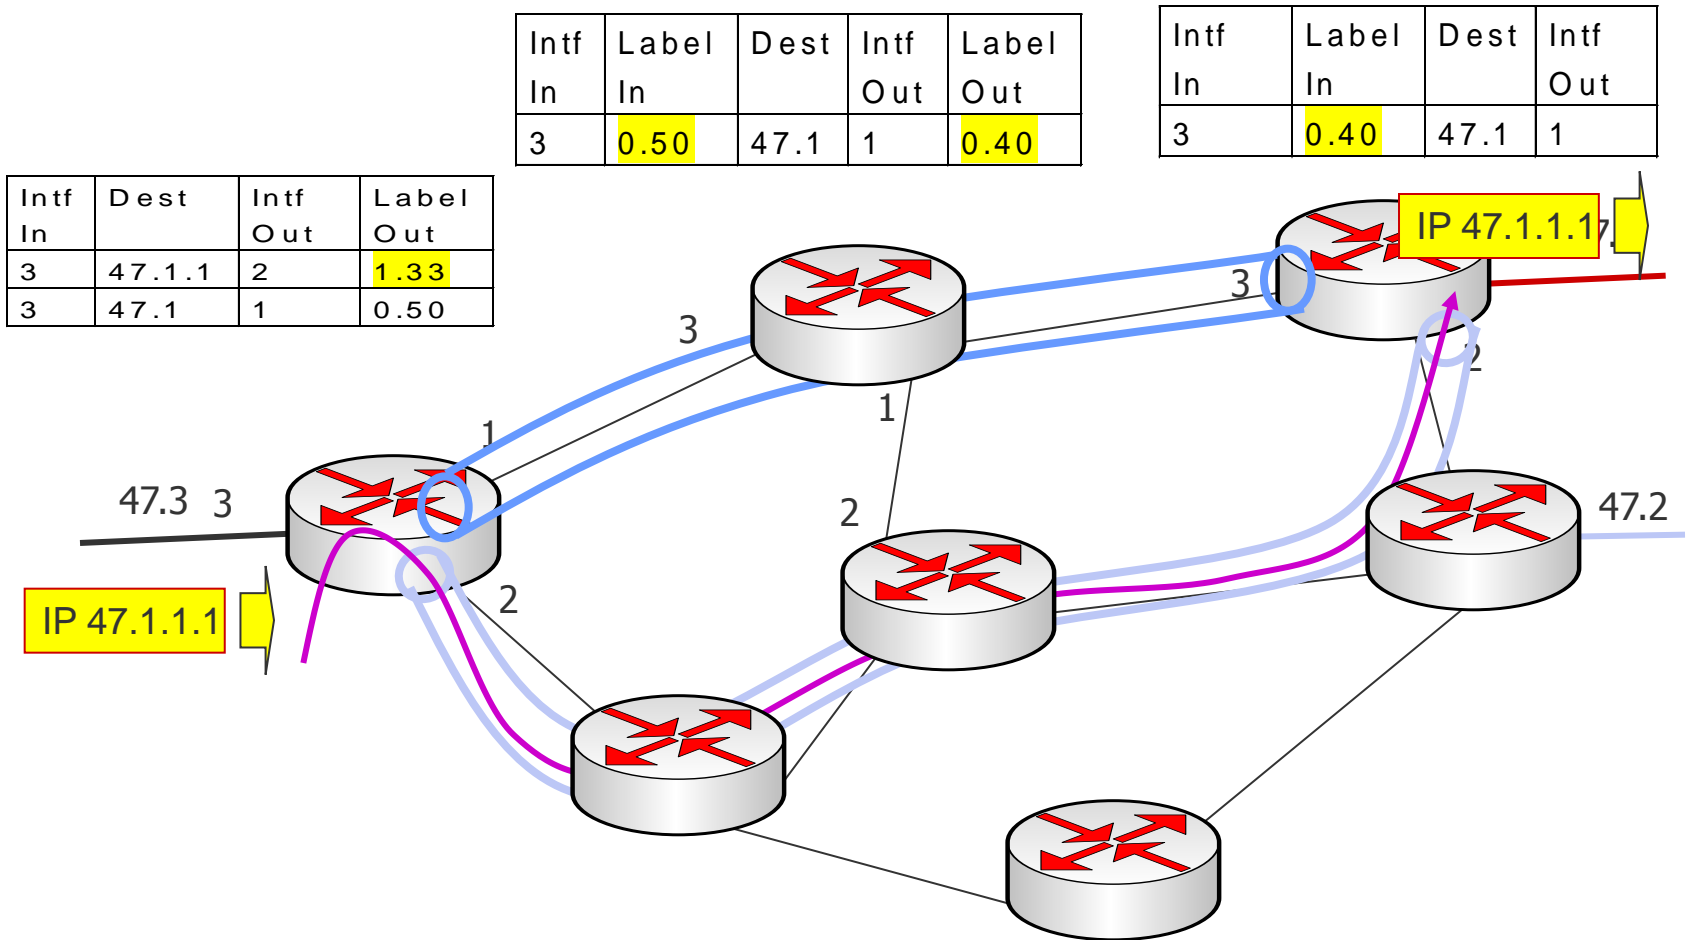 Intf In | Label In | Dest | Intf Out | Label Out
3 | 0.50 | 47.1 | 1 | 0.40
Intf In | Label In | Dest | Intf Out
3 | 0.40 | 47.1 | 1
Intf In | Dest | Intf Out | Label Out
3 | 47.1.1 | 2 | 1.33
3 | 47.1 | 1 | 0.50
IP 47.1.1.1
3
3
2
1
1
47.3 3
2
47.2
2
IP 47.1.1.1